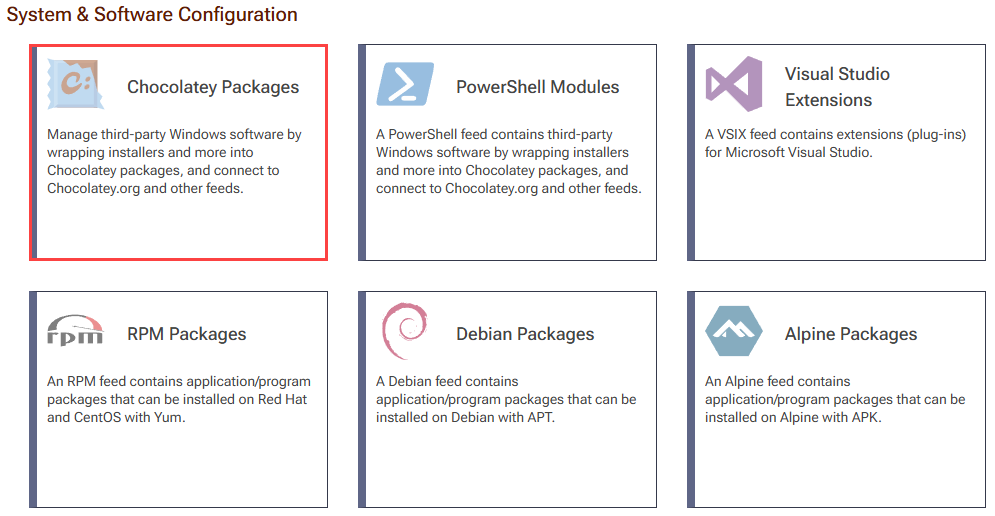 System & Software Configuration
C:
Chocolatey Packages
Manage third-party Windows software by
wrapping installers and more into
Chocolatey packages, and connect to
Chocolatey.org and other feeds.
PowerShell Modules
A PowerShell feed contains third-party
Windows software by wrapping installers
and more into Chocolatey packages, and
connect to Chocolatey.org and other feeds.
Visual Studio
Extensions
A VSIX feed contains extensions (plug-ins)
for Microsoft Visual Studio.
rpm
RPM Packages
An RPM feed contains application/program
packages that can be installed on Red Hat
and CentOS with Yum.
Debian Packages
A Debian feed contains
application/program packages that can be
installed on Debian with APT.
Alpine Packages
An Alpine feed contains
application/program packages that can be
installed on Alpine with APK.